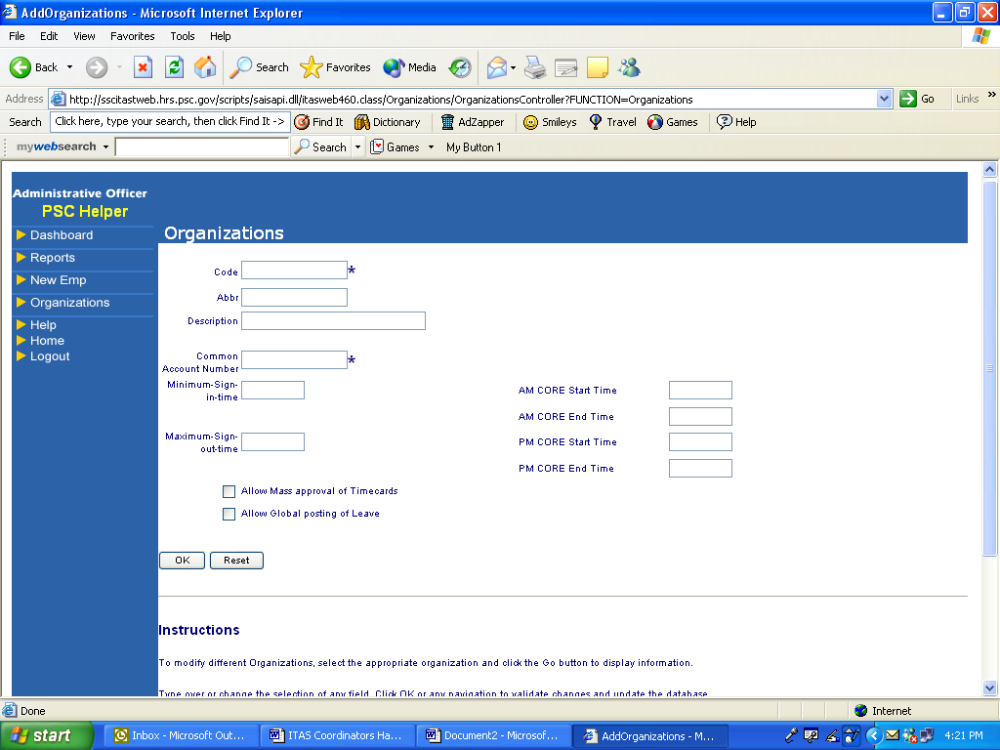 AddOrganizations - Microsoft Internet Explorer
File Edit View Favorites Tools Help
Back Search Favorites Media
Address http://sscitastweb.hrs.psc.gov/scripts/saisapi.dll/itasweb460.class/Organizations/OrganizationsController?FUNCTION=Organizations Go Links »
Search Click here, type your search, then click Find It -> Find It Dictionary AdZapper Smileys Travel Games Help
mywebsearch Search Games My Button 1
Administrative Officer
PSC Helper
Dashboard
Reports
New Emp
Organizations
Help
Home
Logout
Organizations
Code *
Abbr
Description
Common
Account Number *
Minimum-Sign-
in-time
AM CORE Start Time
AM CORE End Time
Maximum-Sign-
out-time
PM CORE Start Time
PM CORE End Time
Allow Mass approval of Timecards
Allow Global posting of Leave
OK Reset
Instructions
To modify different Organizations, select the appropriate organization and click the Go button to display information.
Type over or change the selection of any field. Click OK or any navigation to validate changes and update the database.
Done Internet
start Inbox - Microsoft Out... ITAS Coordinators Ha... Document2 - Microsof... AddOrganizations - M... 4:21 PM